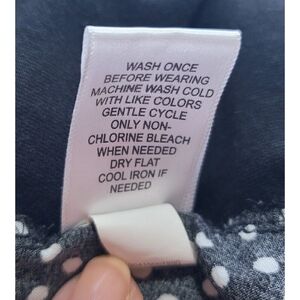 WASH ONCE
BEFORE WEARING
MACHINE WASH COLD
WITH LIKE COLORS
GENTLE CYCLE
ONLY NON-
CHLORINE BLEACH
WHEN NEEDED
DRY FLAT
COOL IRON IF
NEEDED